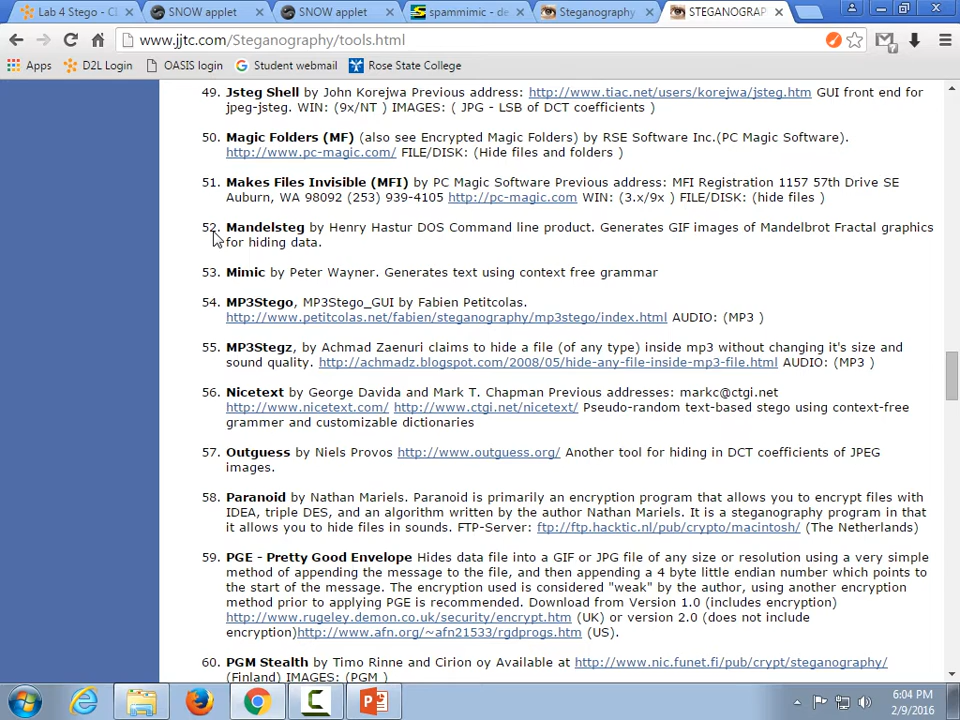 Lab 4 Stego - Cl
SNOW applet
SNOW applet
spammimic - de
Steganography
STEGANOGRAP
www.jjtc.com/Steganography/tools.html
Apps
D2L Login
OASIS login
Student webmail
Rose State College
49. Jsteg Shell by John Korejwa Previous address: http://www.tiac.net/users/korejwa/jsteg.htm GUI front end for
jpeg-jsteg. WIN: (9x/NT ) IMAGES: ( JPG - LSB of DCT coefficients )
50. Magic Folders (MF) (also see Encrypted Magic Folders) by RSE Software Inc.(PC Magic Software).
http://www.pc-magic.com/ FILE/DISK: (Hide files and folders )
51. Makes Files Invisible (MFI) by PC Magic Software Previous address: MFI Registration 1157 57th Drive SE
Auburn, WA 98092 (253) 939-4105 http://pc-magic.com WIN: (3.x/9x ) FILE/DISK: (hide files )
52. Mandelsteg by Henry Hastur DOS Command line product. Generates GIF images of Mandelbrot Fractal graphics
for hiding data.
53. Mimic by Peter Wayner. Generates text using context free grammar
54. MP3Stego, MP3Stego_GUI by Fabien Petitcolas.
http://www.petitcolas.net/fabien/steganography/mp3stego/index.html AUDIO: (MP3 )
55. MP3Stegz, by Achmad Zaenuri claims to hide a file (of any type) inside mp3 without changing it's size and
sound quality. http://achmadz.blogspot.com/2008/05/hide-any-file-inside-mp3-file.html AUDIO: (MP3 )
56. Nicetext by George Davida and Mark T. Chapman Previous addresses: markc@ctgi.net
http://www.nicetext.com/ http://www.ctgi.net/nicetext/ Pseudo-random text-based stego using context-free
grammer and customizable dictionaries
57. Outguess by Niels Provos http://www.outguess.org/ Another tool for hiding in DCT coefficients of JPEG
images.
58. Paranoid by Nathan Mariels. Paranoid is primarily an encryption program that allows you to encrypt files with
IDEA, triple DES, and an algorithm written by the author Nathan Mariels. It is a steganography program in that
it allows you to hide files in sounds. FTP-Server: ftp://ftp.hacktic.nl/pub/crypto/macintosh/ (The Netherlands)
59. PGE - Pretty Good Envelope Hides data file into a GIF or JPG file of any size or resolution using a very simple
method of appending the message to the file, and then appending a 4 byte little endian number which points to
the start of the message. The encryption used is considered "weak" by the author, using another encryption
method prior to applying PGE is recommended. Download from Version 1.0 (includes encryption)
http://www.rugeley.demon.co.uk/security/encrypt.htm (UK) or version 2.0 (does not include
encryption)http://www.afn.org/~afn21533/rgdprogs.htm (US).
60. PGM Stealth by Timo Rinne and Cirion oy Available at http://www.nic.funet.fi/pub/crypt/steganography/
(Finland) IMAGES: (PGM )
6:04 PM
2/9/2016